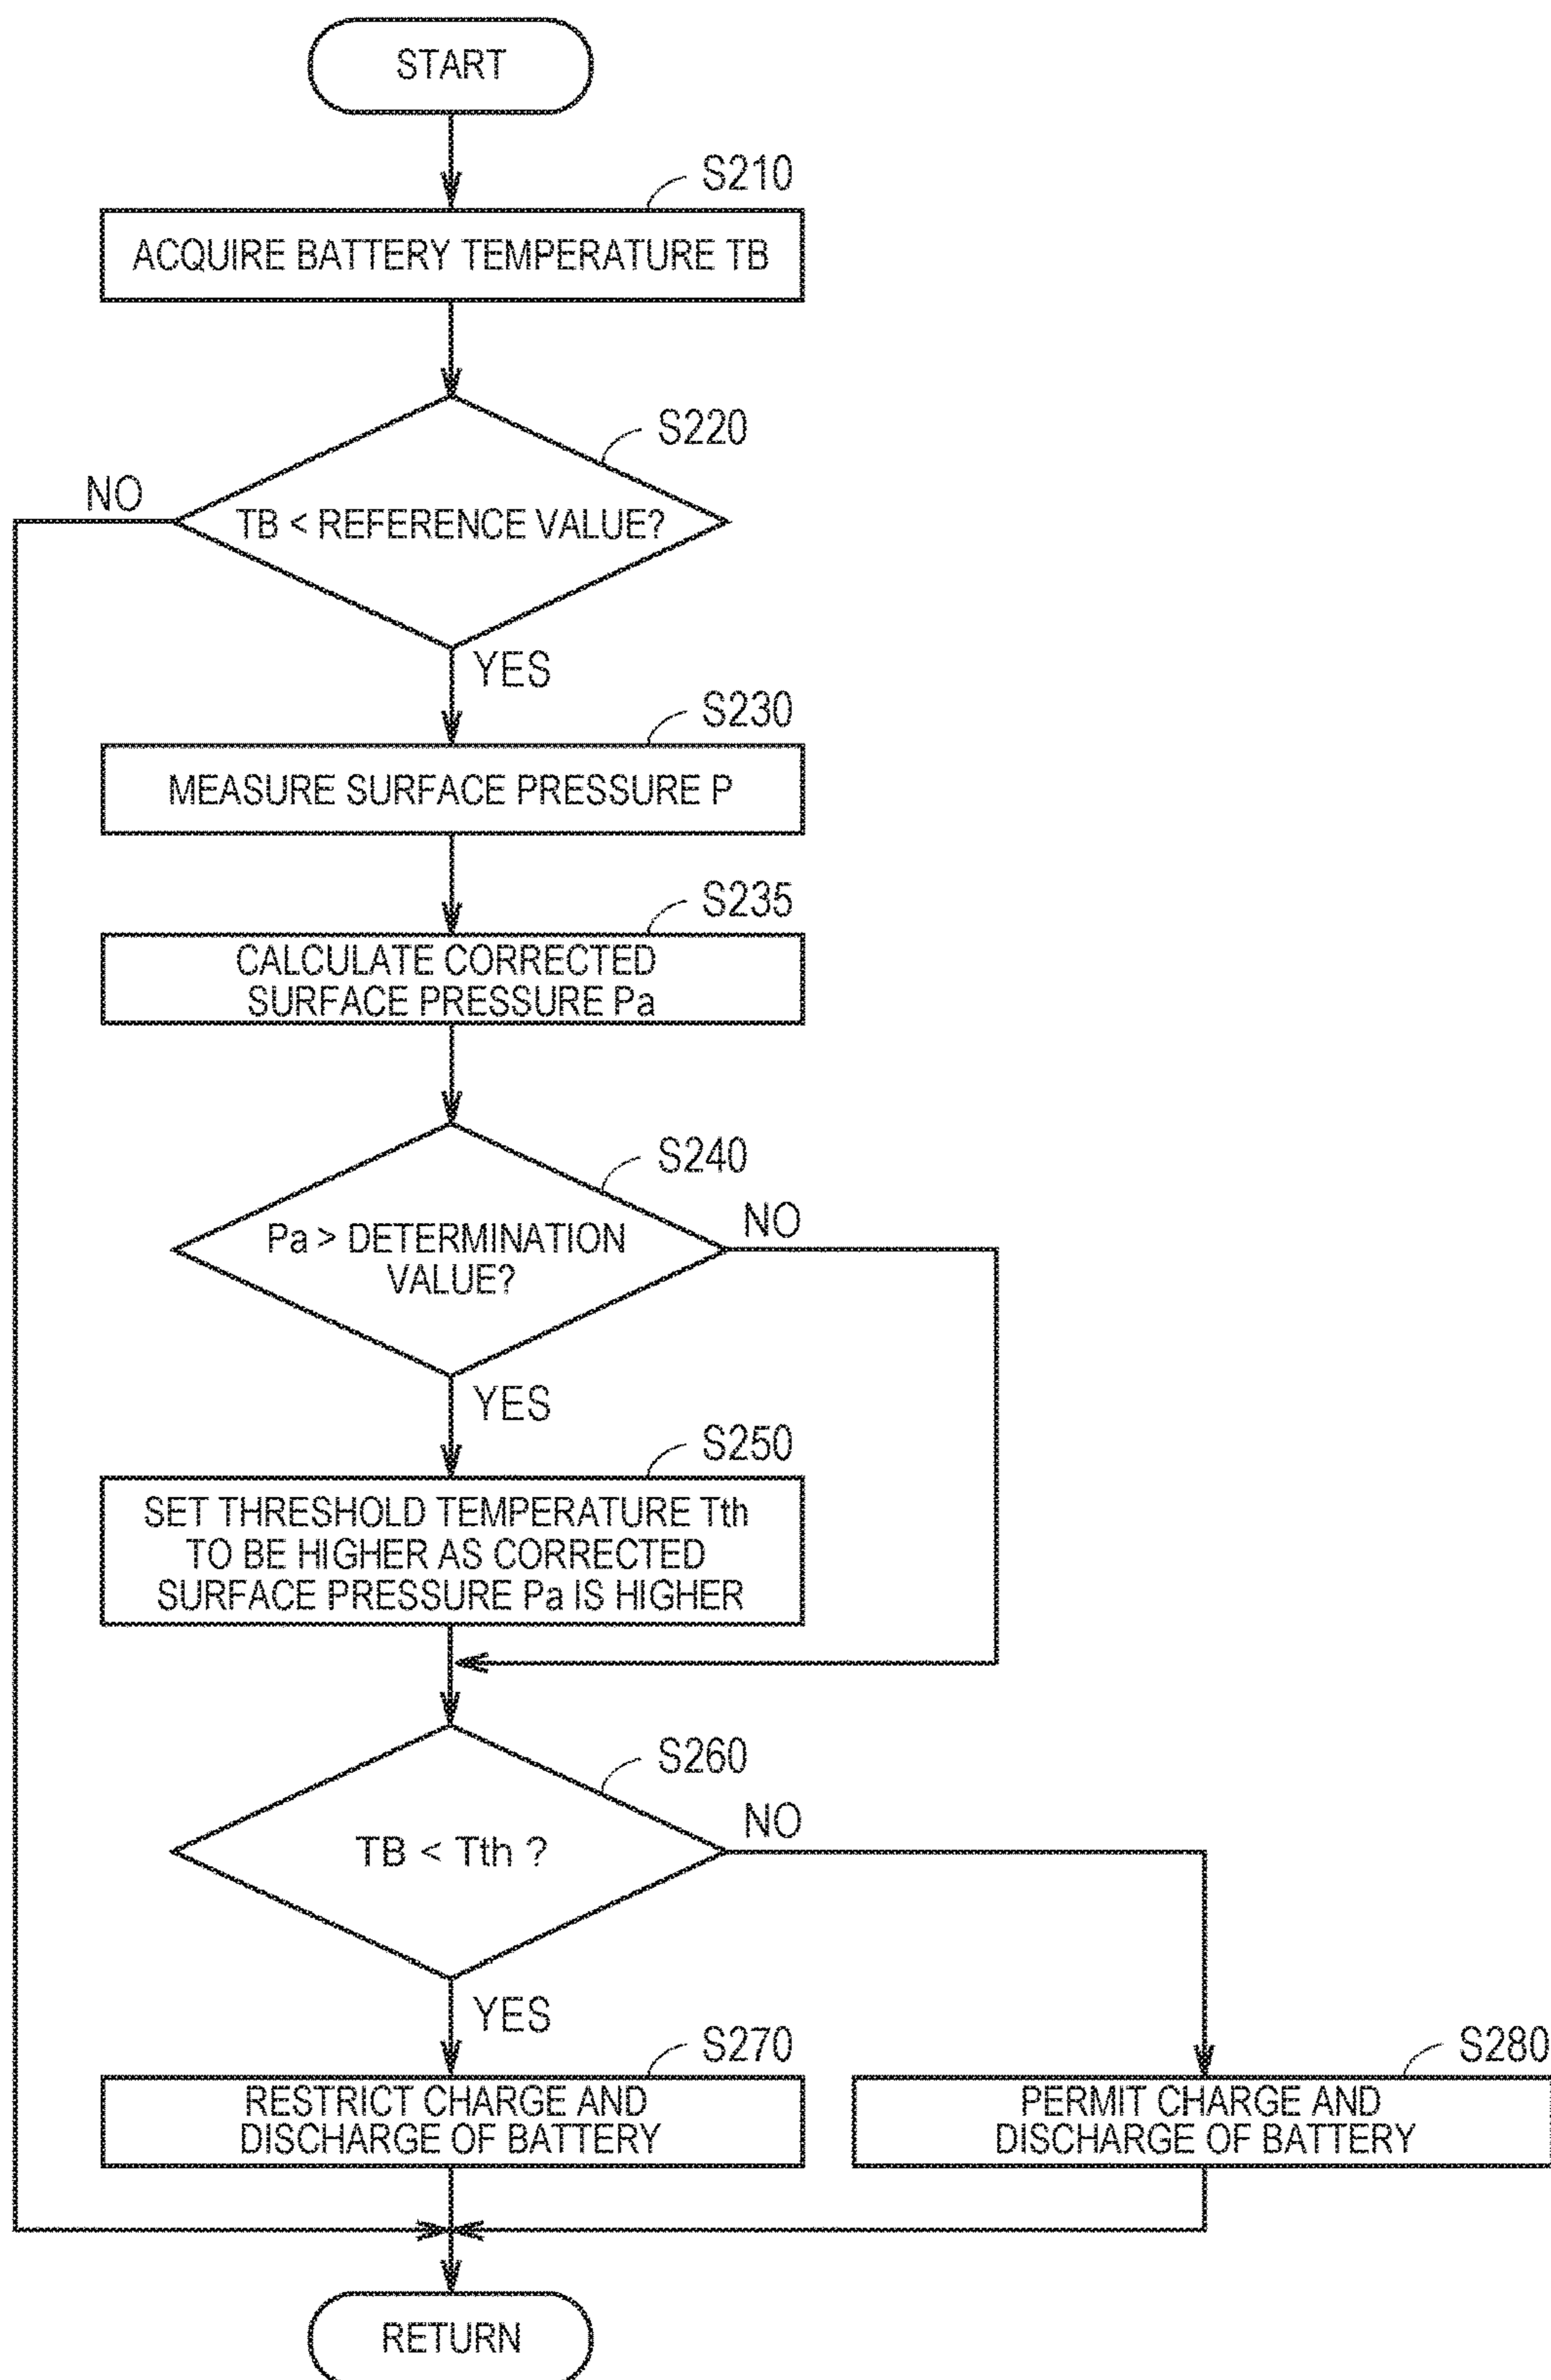 START
S210
ACQUIRE BATTERY TEMPERATURE TB
S220
NO
TB < REFERENCE VALUE?
YES
S230
MEASURE SURFACE PRESSURE P
S235
CALCULATE CORRECTED
SURFACE PRESSURE Pa
S240
NO
Pa > DETERMINATION
VALUE?
YES
S250
SET THRESHOLD TEMPERATURE Tth
TO BE HIGHER AS CORRECTED
SURFACE PRESSURE Pa IS HIGHER
S260
NO
TB < Tth ?
YES
S270
RESTRICT CHARGE AND
DISCHARGE OF BATTERY
S280
PERMIT CHARGE AND
DISCHARGE OF BATTERY
RETURN